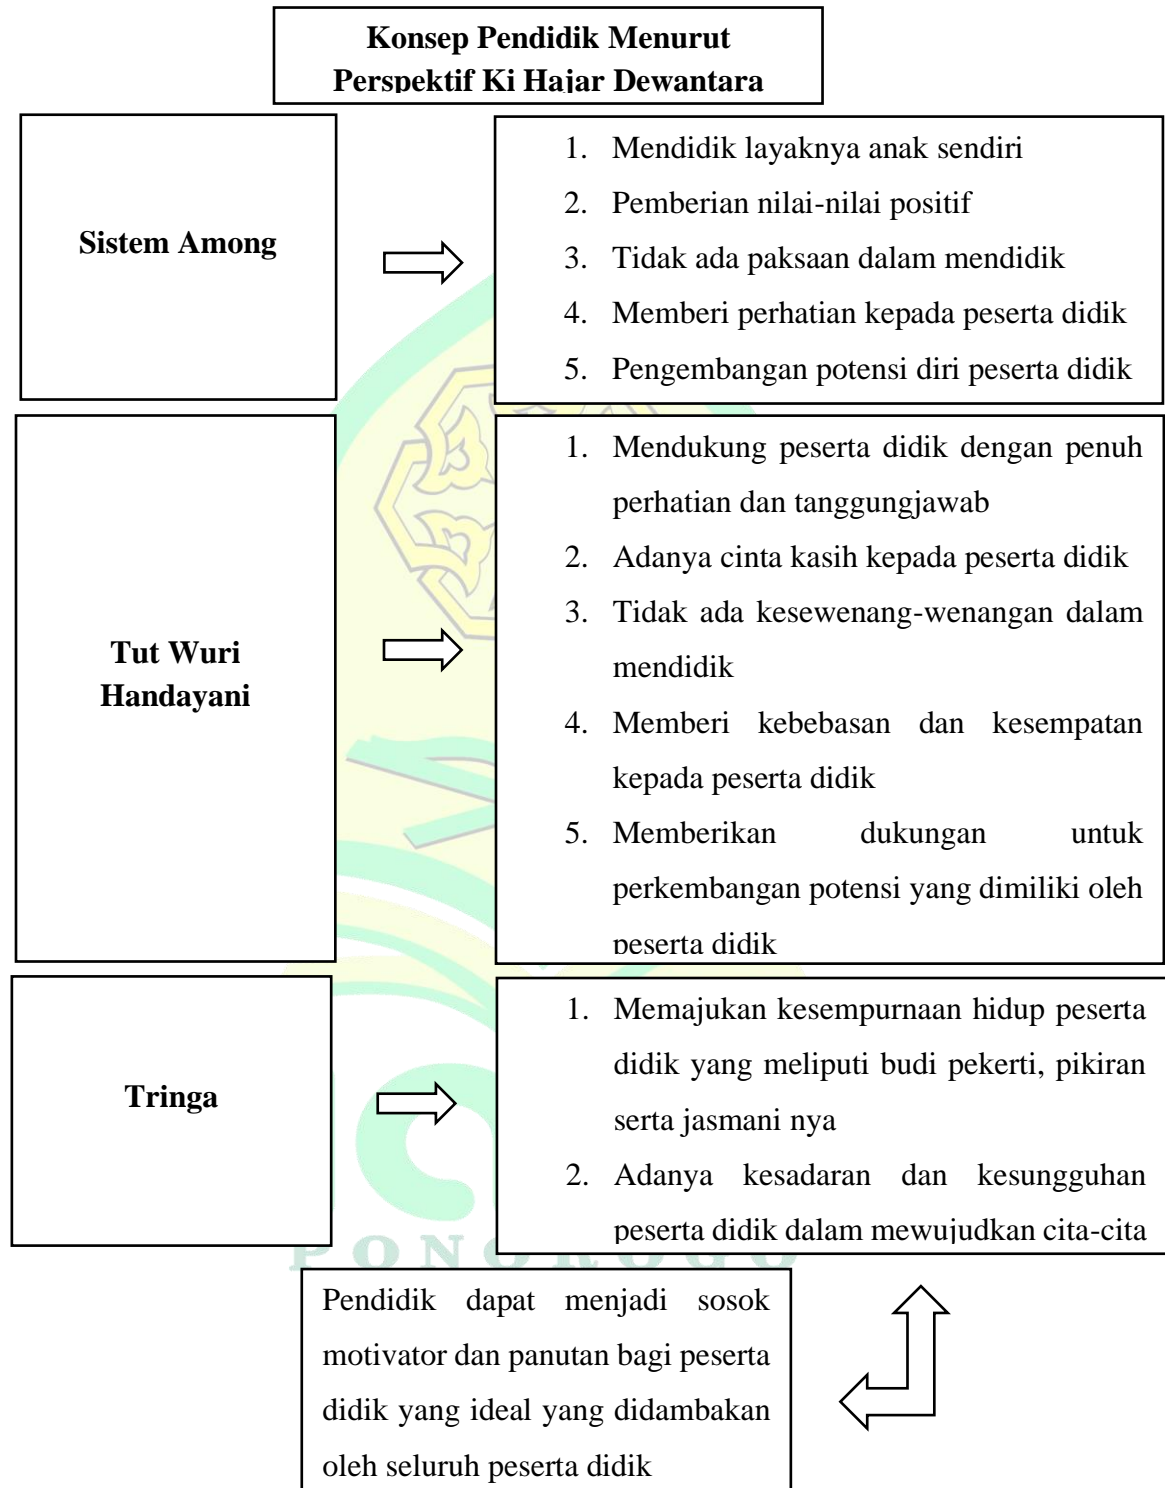 Konsep Pendidik Menurut
Perspektif Ki Hajar Dewantara
Sistem Among
1. Mendidik layaknya anak sendiri
2. Pemberian nilai-nilai positif
3. Tidak ada paksaan dalam mendidik
4. Memberi perhatian kepada peserta didik
5. Pengembangan potensi diri peserta didik
Tut Wuri
Handayani
1. Mendukung peserta didik dengan penuh
perhatian dan tanggungjawab
2. Adanya cinta kasih kepada peserta didik
3. Tidak ada kesewenang-wenangan dalam
mendidik
4. Memberi kebebasan dan kesempatan
kepada peserta didik
5. Memberikan dukungan untuk
perkembangan potensi yang dimiliki oleh
peserta didik
Tringa
1. Memajukan kesempurnaan hidup peserta
didik yang meliputi budi pekerti, pikiran
serta jasmani nya
2. Adanya kesadaran dan kesungguhan
peserta didik dalam mewujudkan cita-cita
PONOROGO
Pendidik dapat menjadi sosok
motivator dan panutan bagi peserta
didik yang ideal yang didambakan
oleh seluruh peserta didik